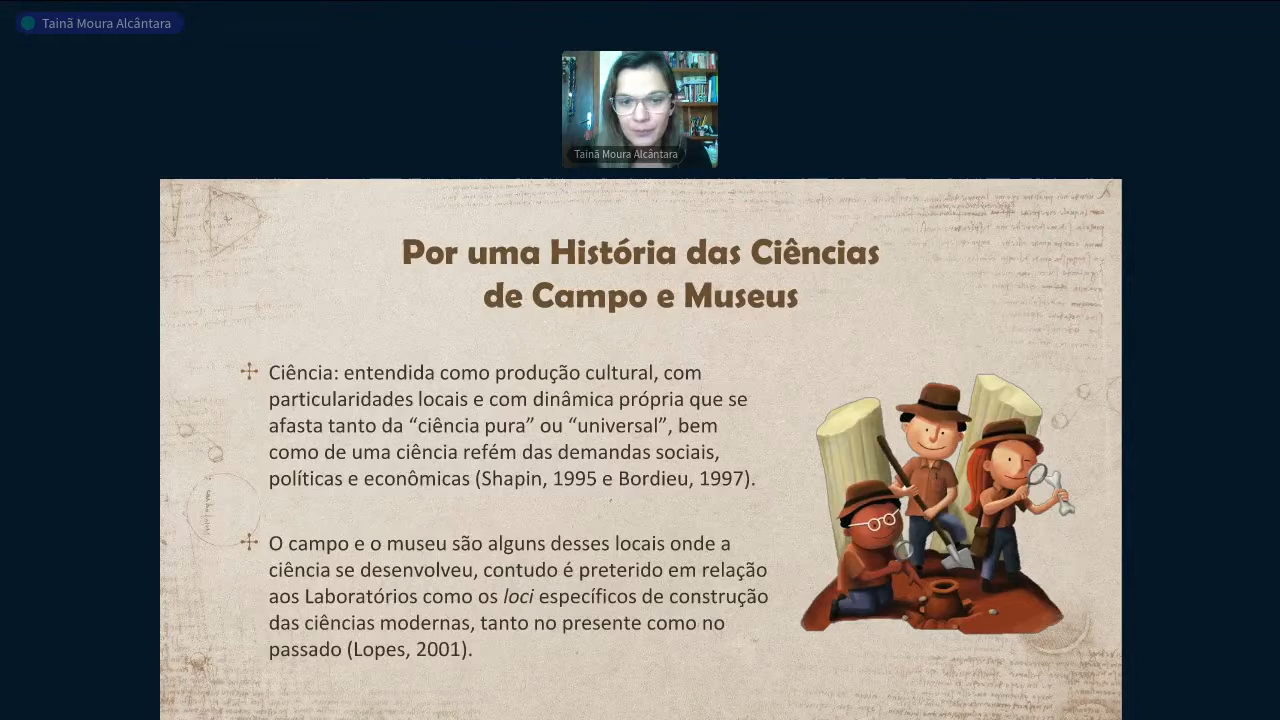 Tainã Moura Alcântara
Tainã Moura Alcântara
Por uma História das Ciências
de Campo e Museus
Ciência: entendida como produção cultural, com
particularidades locais e com dinâmica própria que se
afasta tanto da “ciência pura” ou “universal”, bem
como de uma ciência refém das demandas sociais,
políticas e econômicas (Shapin, 1995 e Bordieu, 1997).
O campo e o museu são alguns desses locais onde a
ciência se desenvolveu, contudo é preterido em relação
aos Laboratórios como os loci específicos de construção
das ciências modernas, tanto no presente como no
passado (Lopes, 2001).